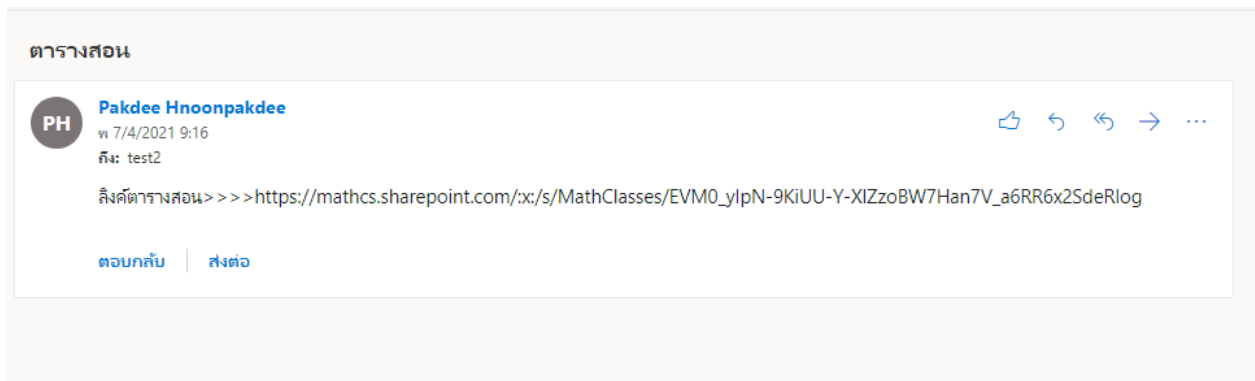 ตารางสอน
PH
Pakdee Hnoonpakdee
พ 7/4/2021 9:16
ถึง: test2
ลิงค์ตารางสอน>>>>https://mathcs.sharepoint.com/:x:/s/MathClasses/EVM0_yIpN-9KiUU-Y-XIZzoBW7Han7V_a6RR6x2SdeRlog
ตอบกลับ
ส่งต่อ